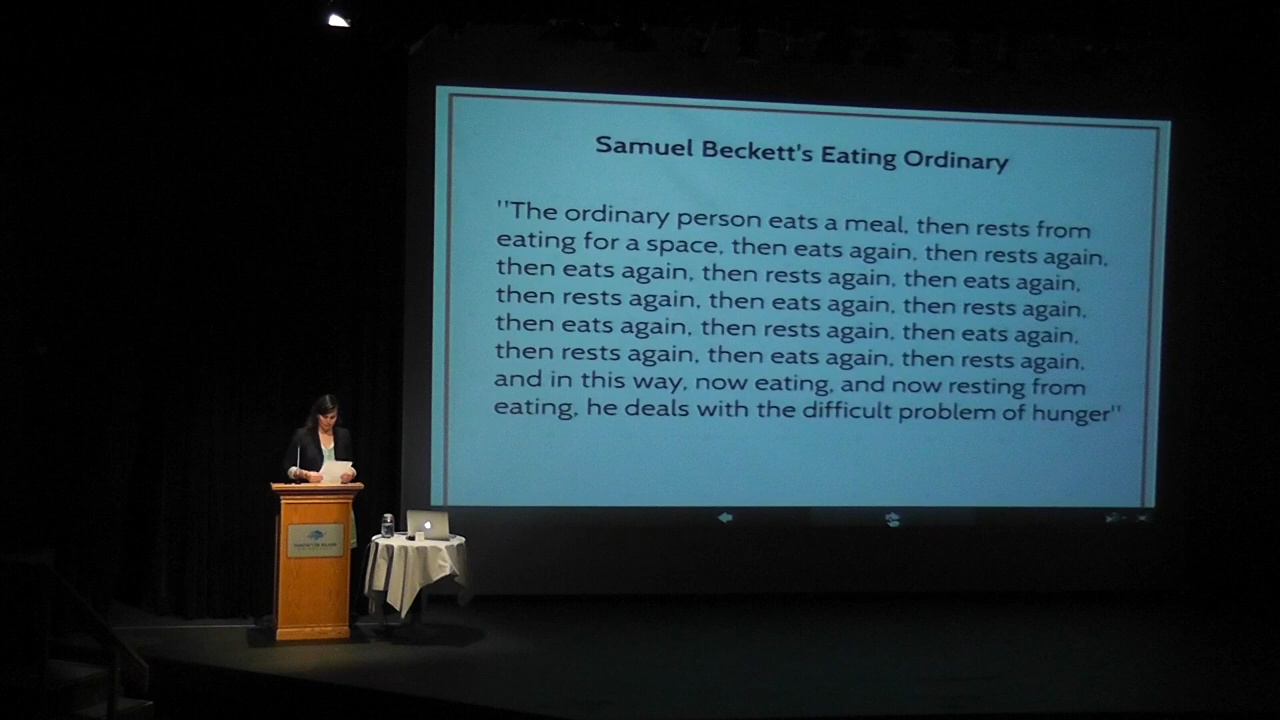 Samuel Beckett's Eating Ordinary
"The ordinary person eats a meal, then rests from
eating for a space, then eats again, then rests again,
then eats again, then rests again, then eats again,
then rests again, then eats again, then rests again,
then eats again, then rests again, then eats again,
then rests again, then eats again, then rests again,
and in this way, now eating, and now resting from
eating, he deals with the difficult problem of hunger"